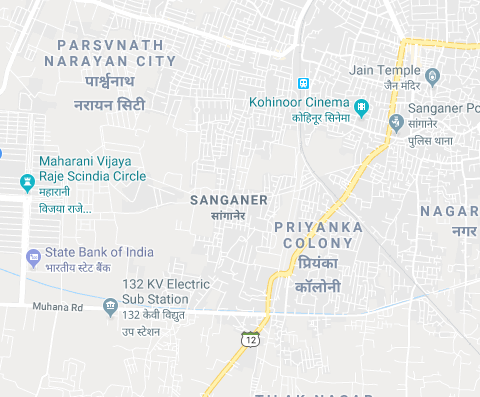 PARSVNATH
NARAYAN CITY
पार्श्वनाथ
नरायन सिटी
Jain Temple
जैन मंदिर
Kohinoor Cinema
कोहिनूर सिनेमा
Sanganer Po
सांगानेर
पुलिस थाना
Maharani Vijaya
Raje Scindia Circle
महारानी
विजया राजे...
SANGANER
सांगानेर
NAGAR
नगर
PRIYANKA
COLONY
प्रियंका
कॉलोनी
State Bank of India
भारतीय स्टेट बैंक
132 KV Electric
Sub Station
132 केवी विद्युत
उप स्टेशन
Muhana Rd
12
TILAK NAGAR